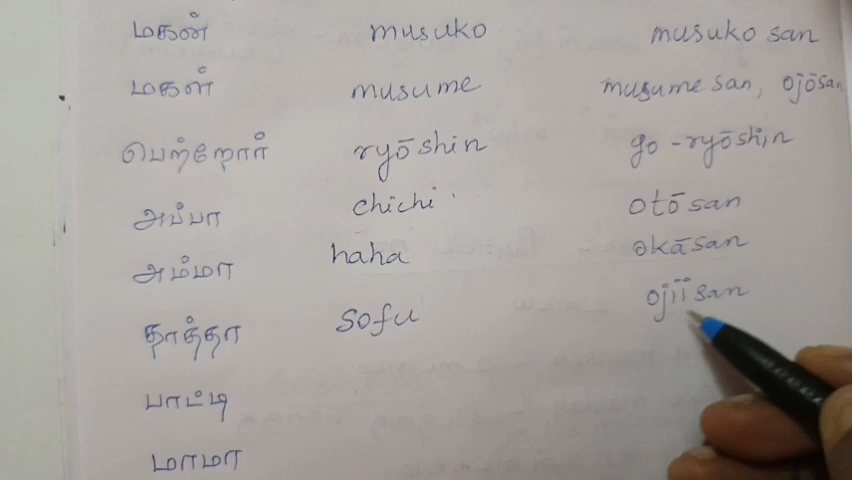 மகன் musuko musuko san
மகள் musume musume san, ojōsan
பெற்றோர் ryōshin go-ryōshin
அப்பா chichi otōsan
அம்மா haha okāsan
தாத்தா sofu ojiisan
பாட்டி
மாமா